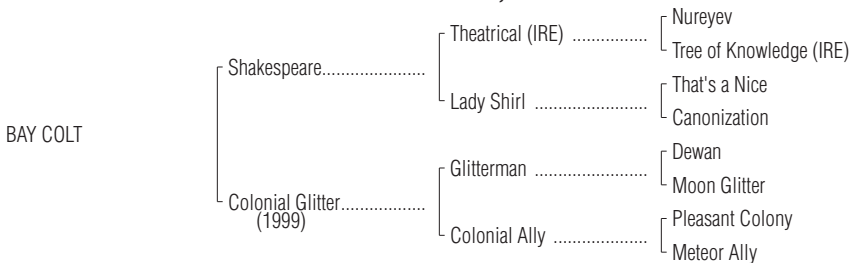 Nureyev
Theatrical (IRE) ................
Tree of Knowledge (IRE)
Shakespeare......................
That's a Nice
Lady Shirl ........................
Canonization
BAY COLT
Dewan
Glitterman ........................
Moon Glitter
Colonial Glitter..................
(1999)
Pleasant Colony
Colonial Ally ....................
Meteor Ally